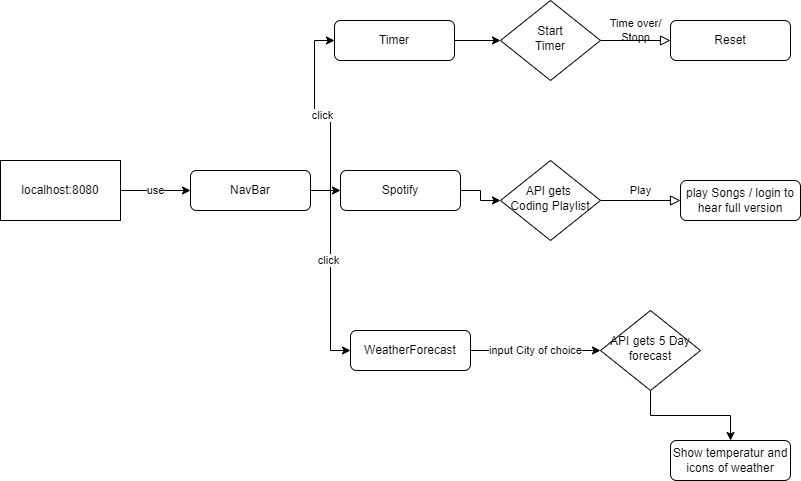 Timer
Start
Timer
Time over/
Stopp
Reset
click
localhost:8080
use
NavBar
Spotify
API gets
Coding Playlist
Play
play Songs / login to
hear full version
click
WeatherForecast
input City of choice
API gets 5 Day
forecast
Show temperatur and
icons of weather